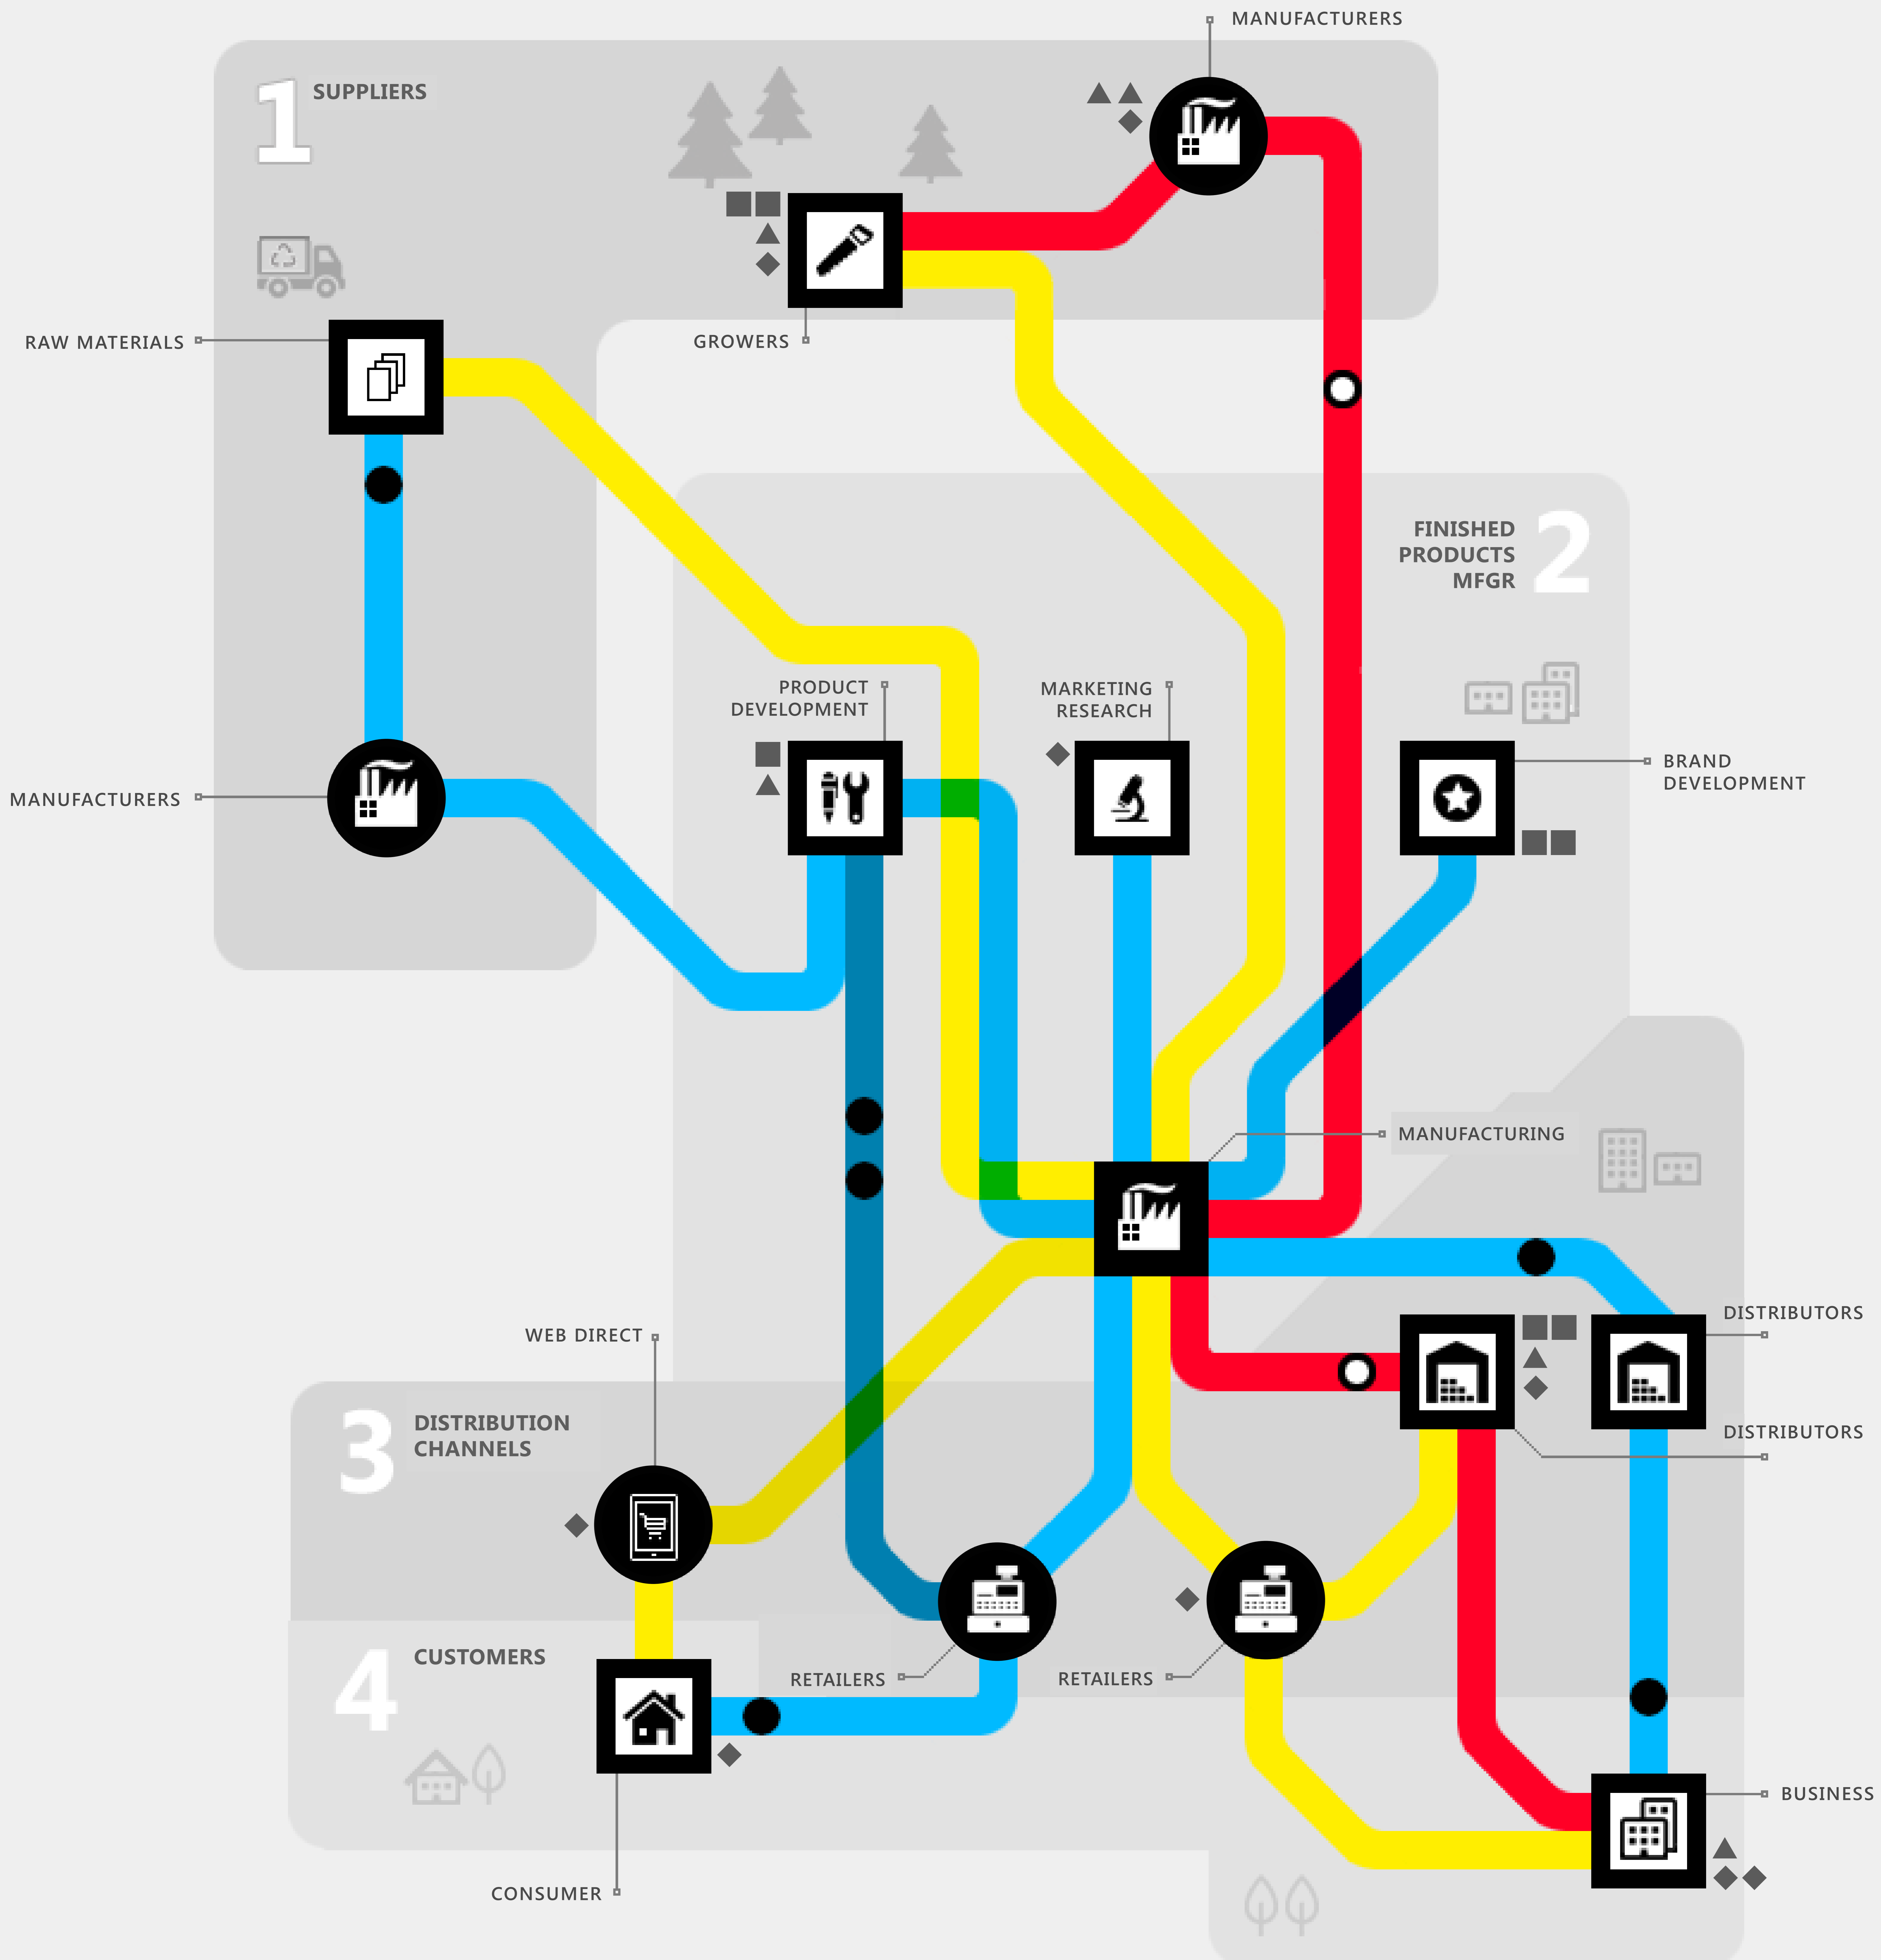 MANUFACTURERS
1
SUPPLIERS
RAW MATERIALS
GROWERS
FINISHED
PRODUCTS
MFGR
2
PRODUCT
DEVELOPMENT
MARKETING
RESEARCH
BRAND
DEVELOPMENT
MANUFACTURERS
MANUFACTURING
DISTRIBUTORS
WEB DIRECT
DISTRIBUTORS
3
DISTRIBUTION
CHANNELS
4
CUSTOMERS
RETAILERS
RETAILERS
BUSINESS
CONSUMER